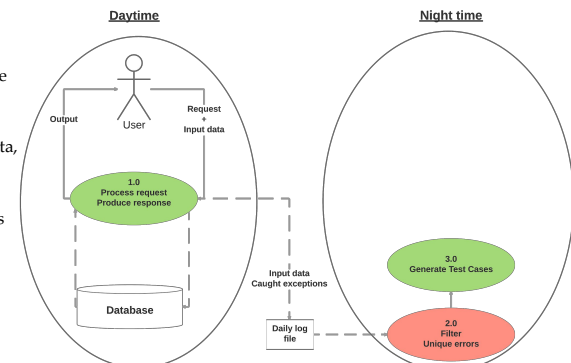 Daytime
Night time
e
ta,
s
Output
Request
+
Input data
User
1.0
Process request
Produce response
Database
Input data
Caught exceptions
Daily log
file
3.0
Generate Test Cases
2.0
Filter
Unique errors